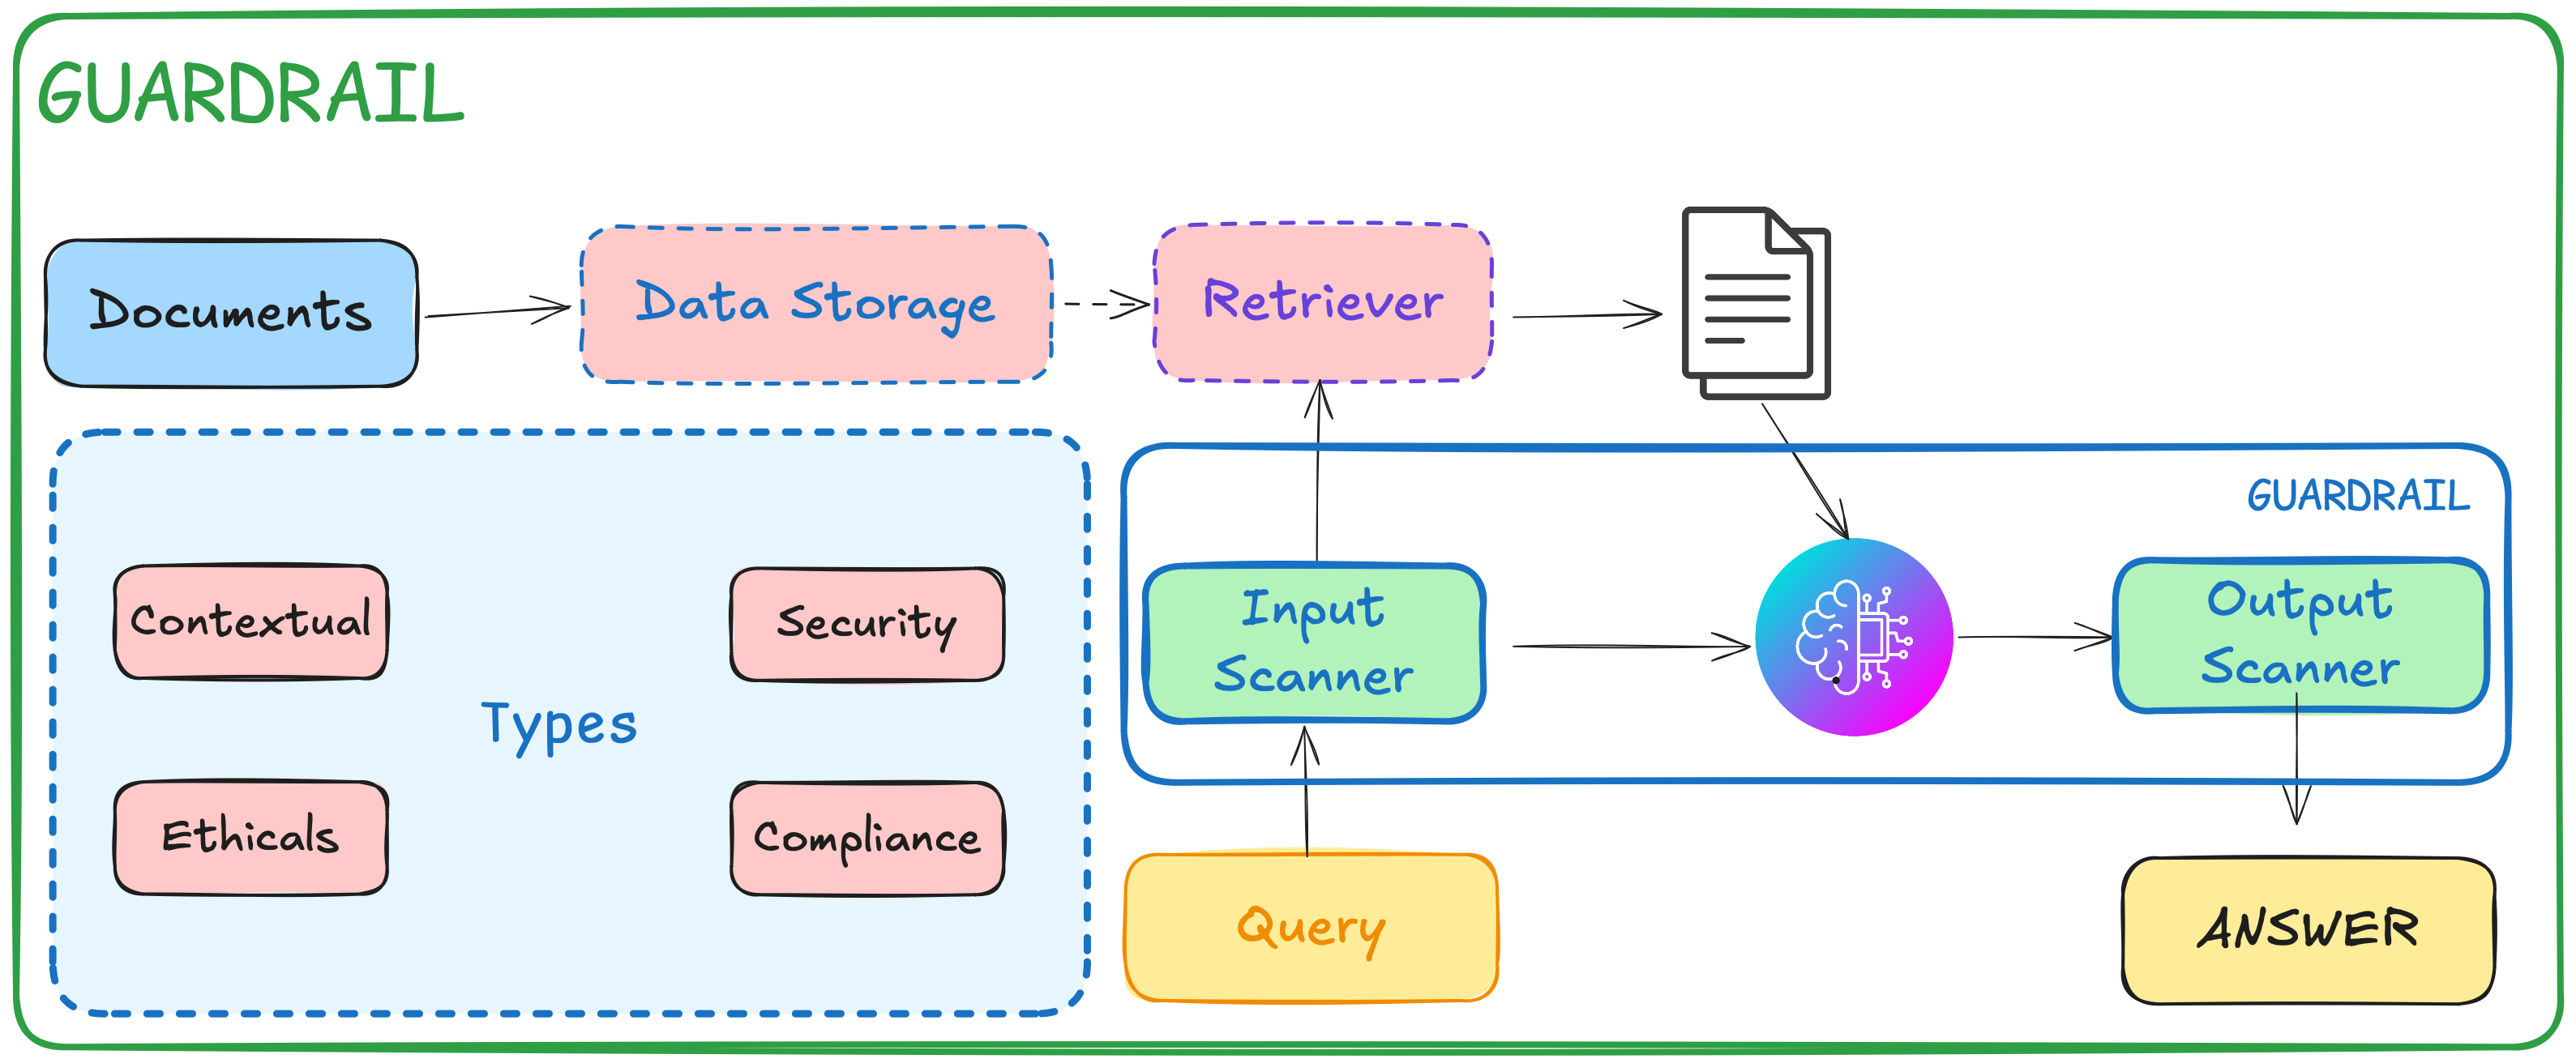 GUARDRAIL
Documents
Data Storage
Retriever
GUARDRAIL
Contextual
Security
Types
Ethicals
Compliance
Input
Scanner
Output
Scanner
Query
ANSWER